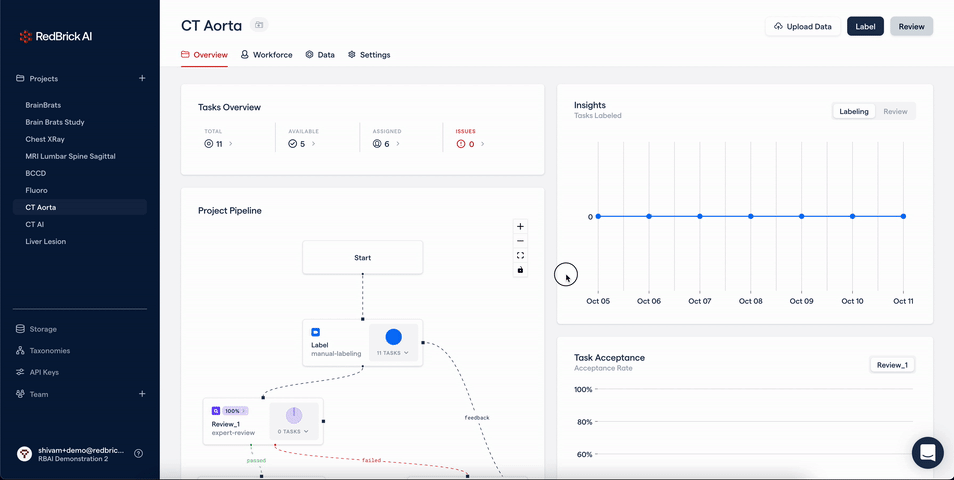 RedBrick AI
Projects
BrainBrats
Brain Brats Study
Chest XRay
MRI Lumbar Spine Sagittal
BCCD
Fluoro
CT Aorta
CT AI
Liver Lesion
Storage
Taxonomies
API Keys
Team
shivam+demo@redbric...
RBAI Demonstration 2
CT Aorta
Upload Data
Label
Review
Overview
Workforce
Data
Settings
Tasks Overview
TOTAL
11
AVAILABLE
5
ASSIGNED
6
ISSUES
0
Project Pipeline
Start
Label
manual-labeling
11 TASKS
100%
Review_1
expert-review
0 TASKS
feedback
passed
failed
Insights
Tasks Labeled
Labeling
Review
0
Oct 05
Oct 06
Oct 07
Oct 08
Oct 09
Oct 10
Oct 11
Task Acceptance
Acceptance Rate
Review_1
100%
80%
60%